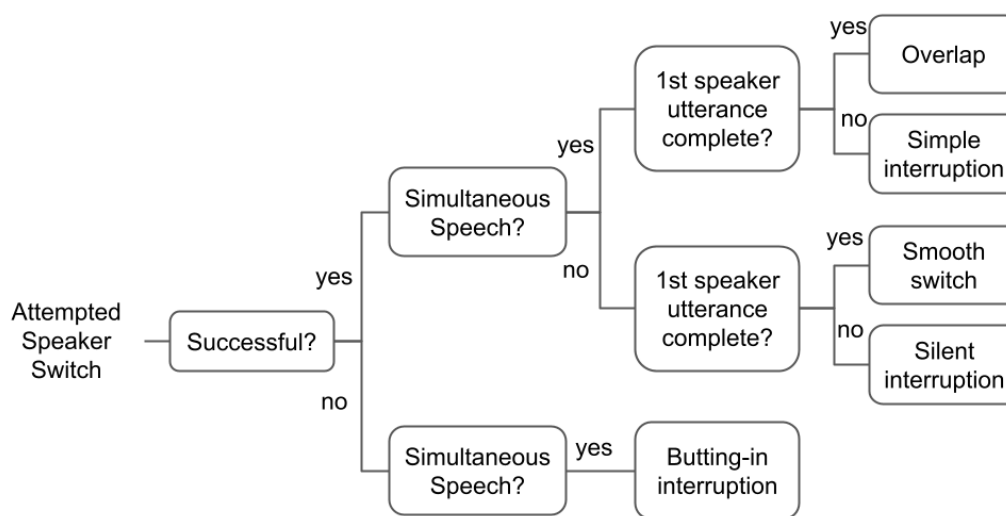 Attempted
Speaker
Switch
Successful?
yes
no
Simultaneous
Speech?
yes
no
1st speaker
utterance
complete?
yes
Overlap
no
Simple
interruption
1st speaker
utterance
complete?
yes
Smooth
switch
no
Silent
interruption
Simultaneous
Speech?
yes
Butting-in
interruption